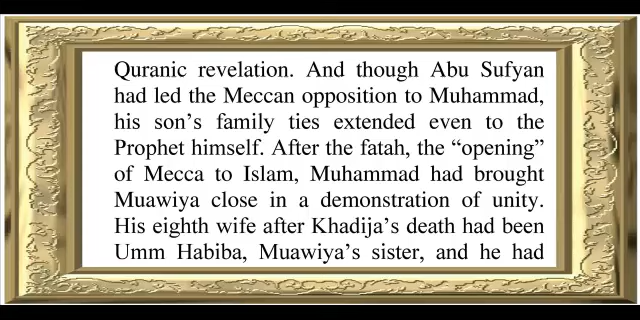 Quranic revelation. And though Abu Sufyan
had led the Meccan opposition to Muhammad,
his son’s family ties extended even to the
Prophet himself. After the fatah, the “opening”
of Mecca to Islam, Muhammad had brought
Muawiya close in a demonstration of unity.
His eighth wife after Khadija’s death had been
Umm Habiba, Muawiya’s sister, and he had